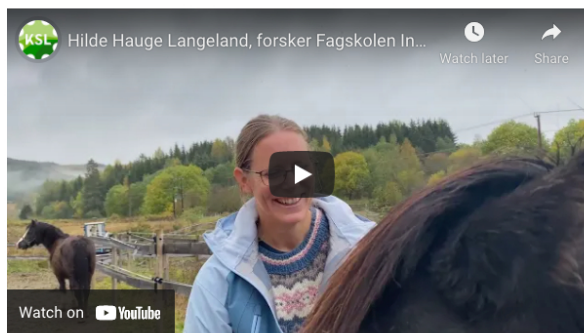 KSL
Hilde Hauge Langeland, forsker Fagskolen In...
Watch later
Share
Watch on YouTube